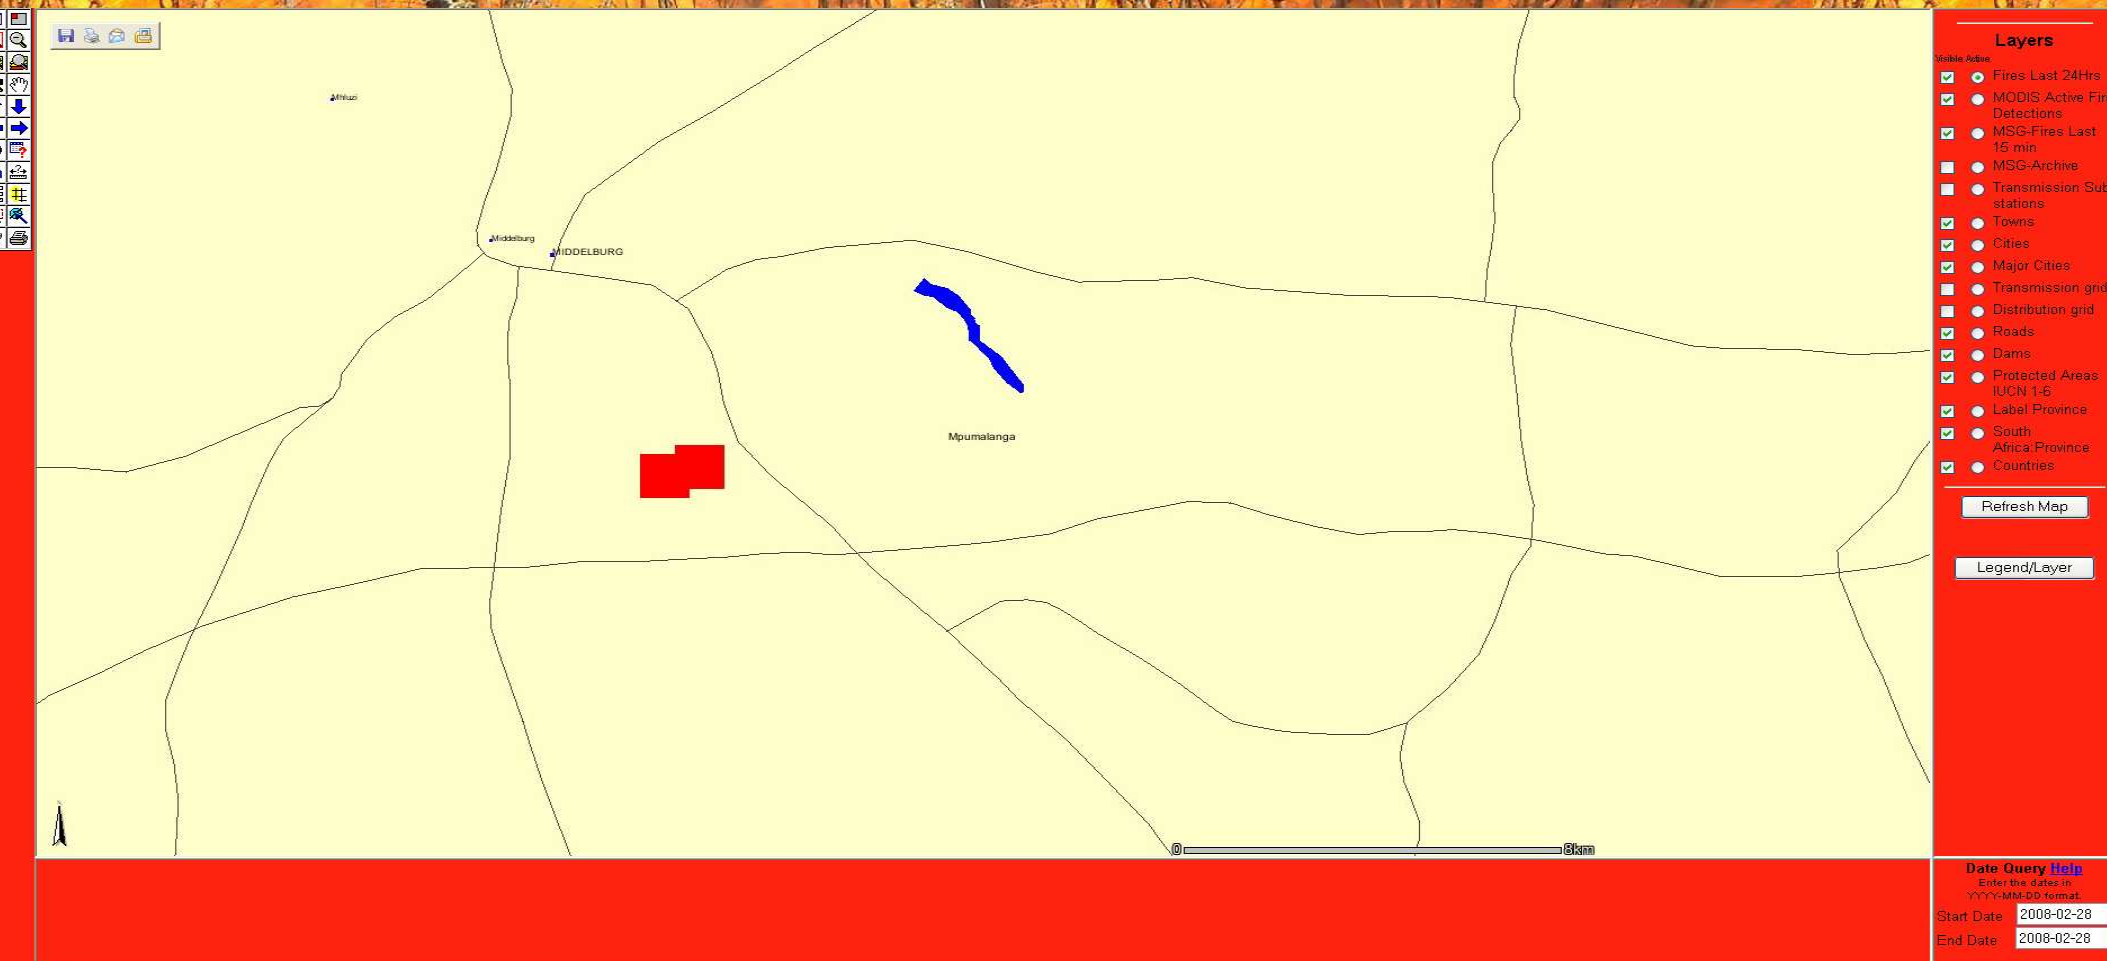 Mhluzi
Middelburg
MIDDELBURG
Mpumalanga
0 8km
Layers
Visible Active
Fires Last 24Hrs
MODIS Active Fir
Detections
MSG-Fires Last
15 min
MSG-Archive
Transmission Sub
stations
Towns
Cities
Major Cities
Transmission grid
Distribution grid
Roads
Dams
Protected Areas
IUCN 1-6
Label Province
South
Africa:Province
Countries
Refresh Map
Legend/Layer
Date Query Help
Enter the dates in
YYYY-MM-DD format.
Start Date 2008-02-28
End Date 2008-02-28